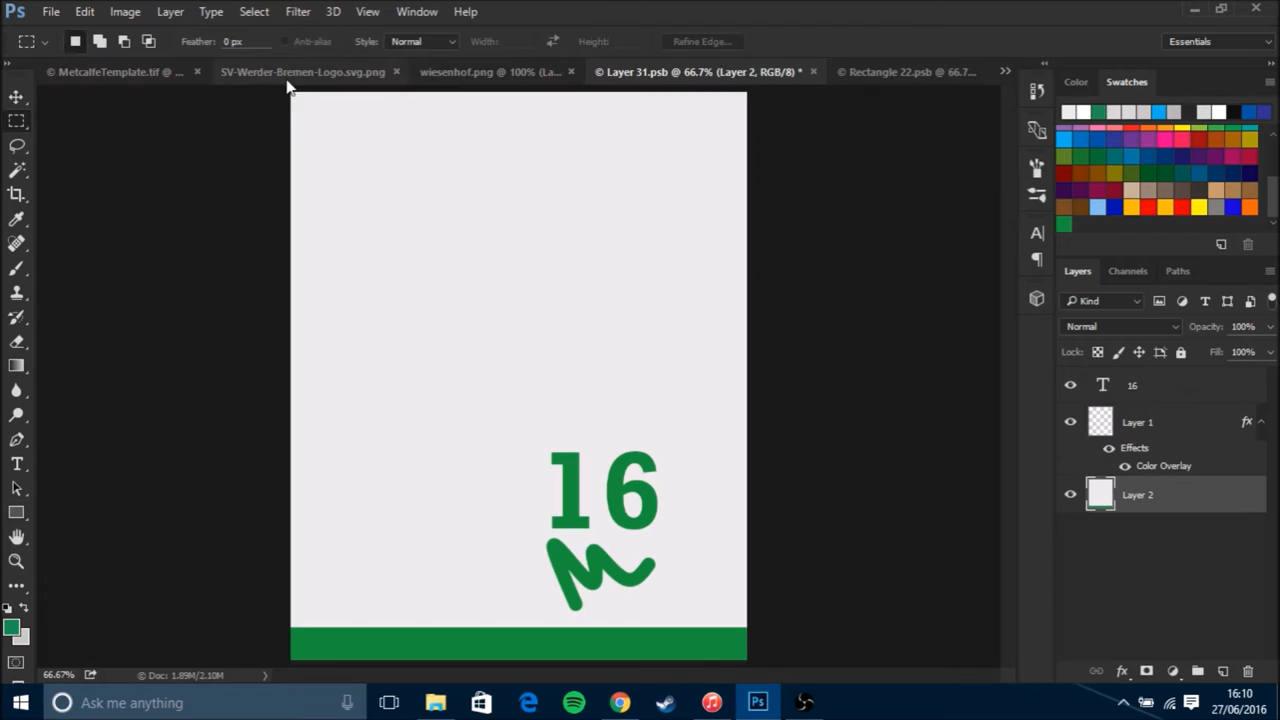 Ps File Edit Image Layer Type Select Filter 3D View Window Help
Feather: 0 px Anti-alias Style: Normal Width: Height: Refine Edge... Essentials
© MetcalfeTemplate.tif @ ... × SV-Werder-Bremen-Logo.svg.png × wiesenhof.png @ 100% (La... × © Layer 31.psb @ 66.7% (Layer 2, RGB/8) * × © Rectangle 22.psb @ 66.7... »
Color Swatches
Layers Channels Paths
Kind
Normal Opacity: 100%
Lock: Fill: 100%
T 16
Layer 1 fx
Effects
Color Overlay
Layer 2
16
M
66.67% © Doc: 1.89M/2.10M
fx
Ask me anything
Ps
16:10
27/06/2016